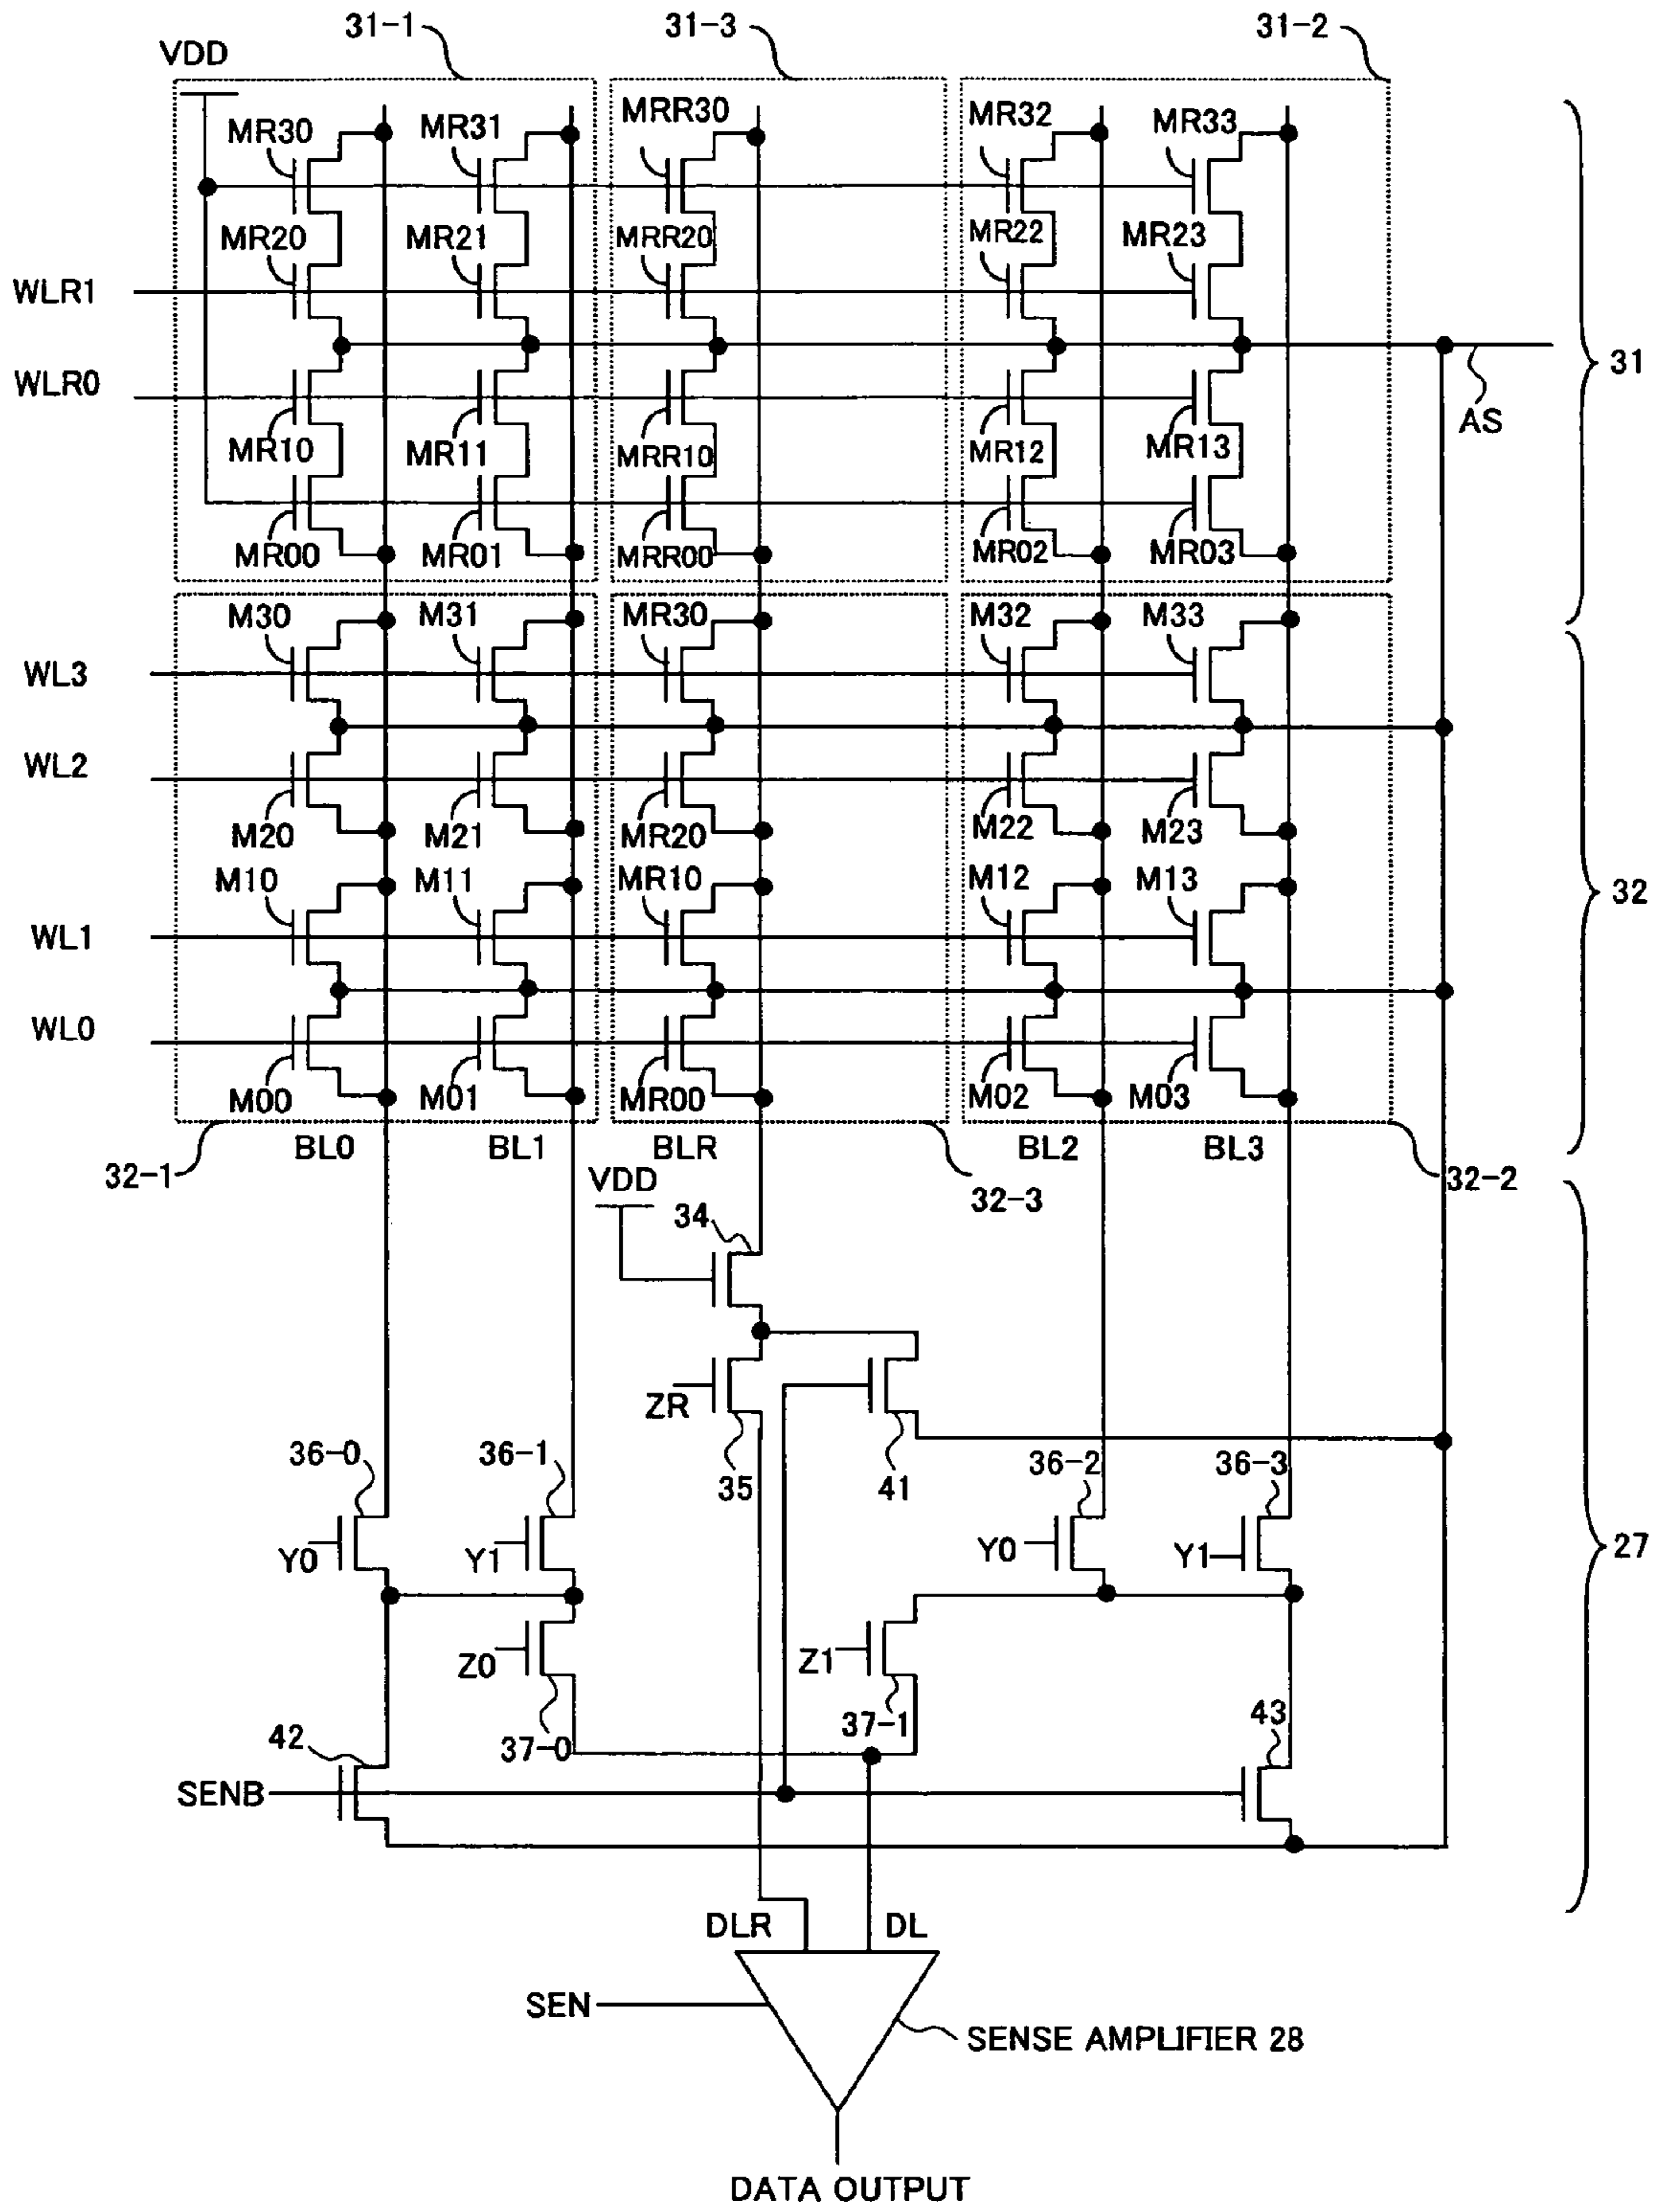 31-1 31-3 31-2
VDD
MR30 MR31 MRR30 MR32 MR33
MR20 MR21 MRR20 MR22 MR23
WLR1
31
WLR0
AS
MR10 MR11 MRR10 MR12 MR13
MR00 MR01 MRR00 MR02 MR03
M30 M31 MR30 M32 M33
WL3
WL2
M20 M21 MR20 M22 M23
M10 M11 MR10 M12 M13
32
WL1
WL0
M00 M01 MR00 M02 M03
BL0 BL1 BLR BL2 BL3
32-1 32-3 32-2
VDD
34
ZR
35 41
36-0 36-1 36-2 36-3
Y0 Y1 Y0 Y1
27
Z0 Z1
37-0 37-1
42 43
SENB
DLR DL
SEN
SENSE AMPLIFIER 28
DATA OUTPUT